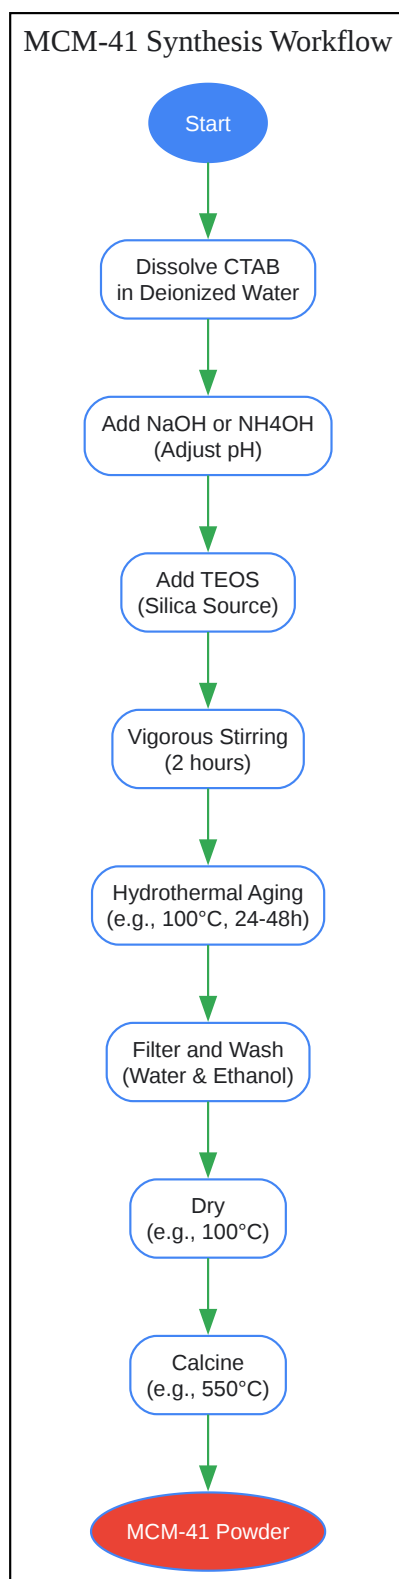 MCM-41 Synthesis Workflow
Start
Dissolve CTAB
in Deionized Water
Add NaOH or NH4OH
(Adjust pH)
Add TEOS
(Silica Source)
Vigorous Stirring
(2 hours)
Hydrothermal Aging
(e.g., 100°C, 24-48h)
Filter and Wash
(Water & Ethanol)
Dry
(e.g., 100°C)
Calcine
(e.g., 550°C)
MCM-41 Powder